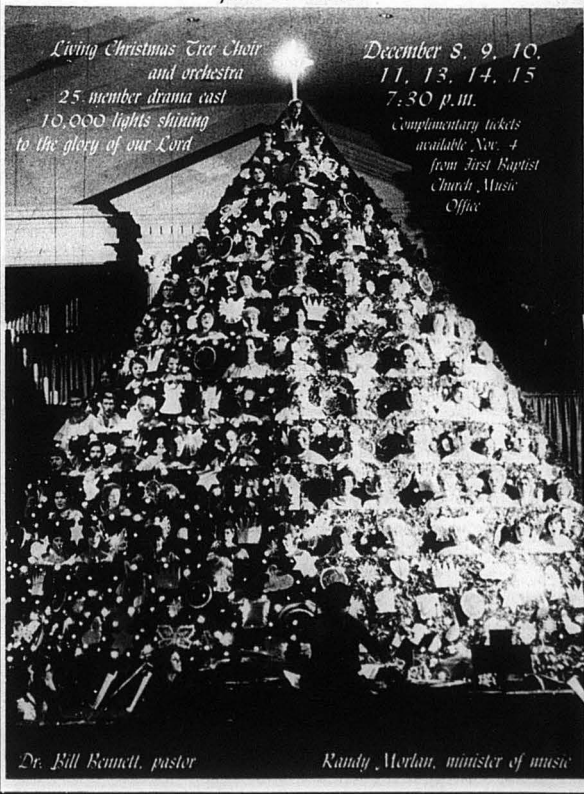 Living Christmas Tree Choir
and orchestra
25 member drama cast
10,000 lights shining
to the glory of our Lord
December 8, 9, 10,
11, 13, 14, 15
7:30 p.m.
Complimentary tickets
available Nov. 4
from First Baptist
Church Music
Office
Dr. Bill Bennett, pastor
Randy Morlan, minister of music